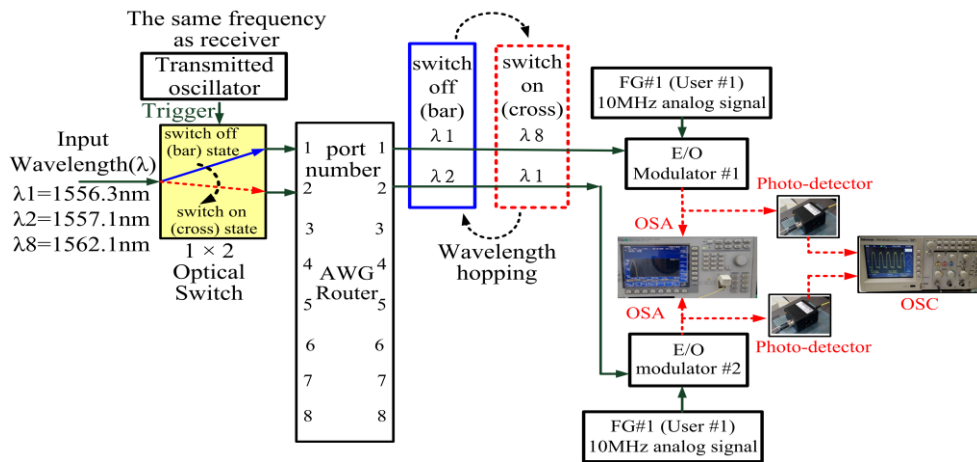 The same frequency
as receiver
Transmitted
oscillator
Trigger
switch off
(bar) state
switch on
(cross) state
1 × 2
Optical
Switch
Input
Wavelength(λ)
λ1=1556.3nm
λ2=1557.1nm
λ8=1562.1nm
port
number
AWG
Router
1
2
3
4
5
6
7
8
1
2
3
4
5
6
7
8
switch
off
(bar)
λ1
λ2
switch
on
(cross)
λ8
λ1
Wavelength
hopping
FG#1 (User #1)
10MHz analog signal
E/O
Modulator #1
Photo-detector
OSA
OSC
OSA
Photo-detector
E/O
modulator #2
FG#1 (User #1)
10MHz analog signal